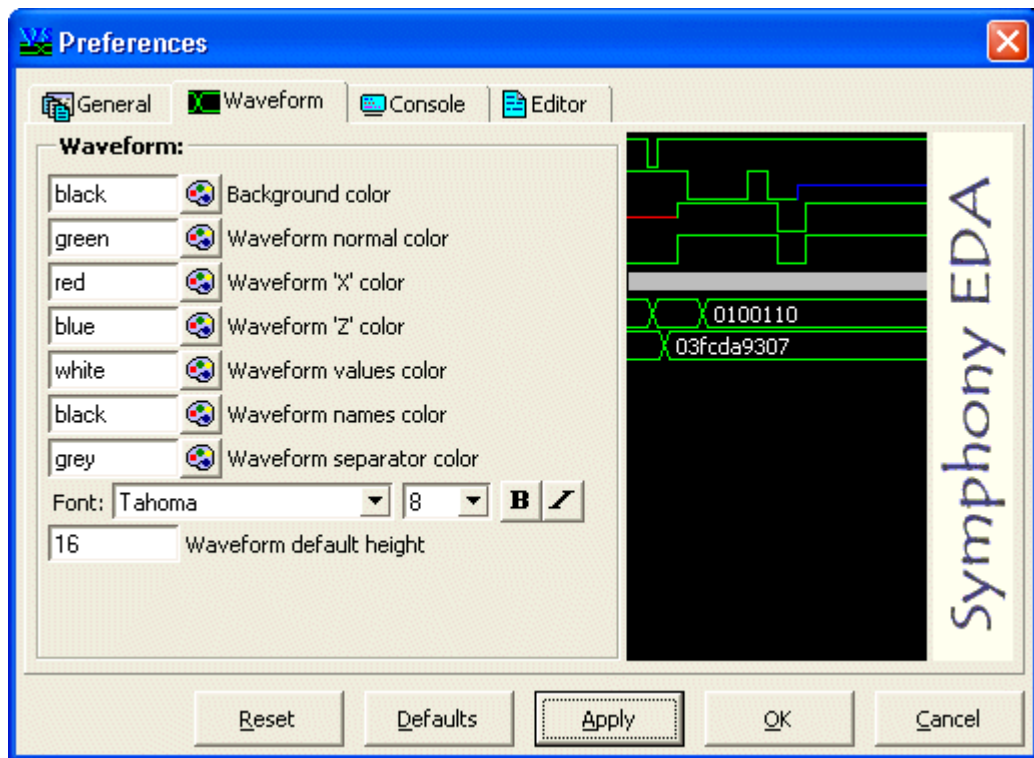 Preferences
General Waveform Console Editor
Waveform:
black Background color
green Waveform normal color
red Waveform 'X' color
blue Waveform 'Z' color
white Waveform values color
black Waveform names color
grey Waveform separator color
Font: Tahoma 8 B I
16 Waveform default height
0100110
03fcda9307
Symphony EDA
Reset Defaults Apply OK Cancel